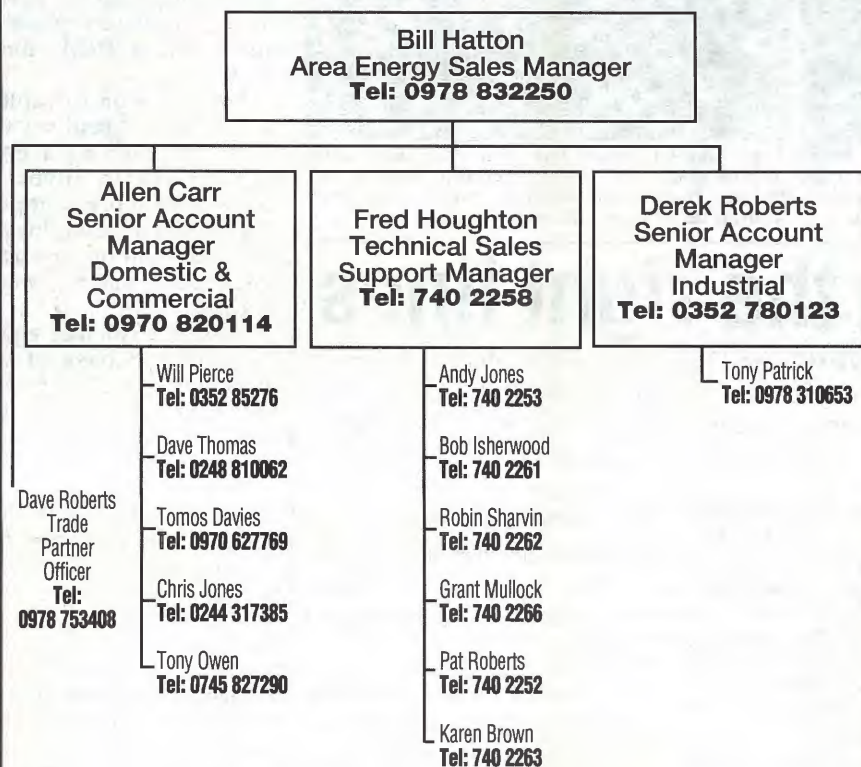 Bill Hatton
Area Energy Sales Manager
Tel: 0978 832250
Allen Carr
Senior Account
Manager
Domestic &
Commercial
Tel: 0970 820114
Fred Houghton
Technical Sales
Support Manager
Tel: 740 2258
Derek Roberts
Senior Account
Manager
Industrial
Tel: 0352 780123
Dave Roberts
Trade
Partner
Officer
Tel:
0978 753408
Will Pierce
Tel: 0352 85276
Dave Thomas
Tel: 0248 810062
Tomos Davies
Tel: 0970 627769
Chris Jones
Tel: 0244 317385
Tony Owen
Tel: 0745 827290
Andy Jones
Tel: 740 2253
Bob Isherwood
Tel: 740 2261
Robin Sharvin
Tel: 740 2262
Grant Mullock
Tel: 740 2266
Pat Roberts
Tel: 740 2252
Karen Brown
Tel: 740 2263
Tony Patrick
Tel: 0978 310653